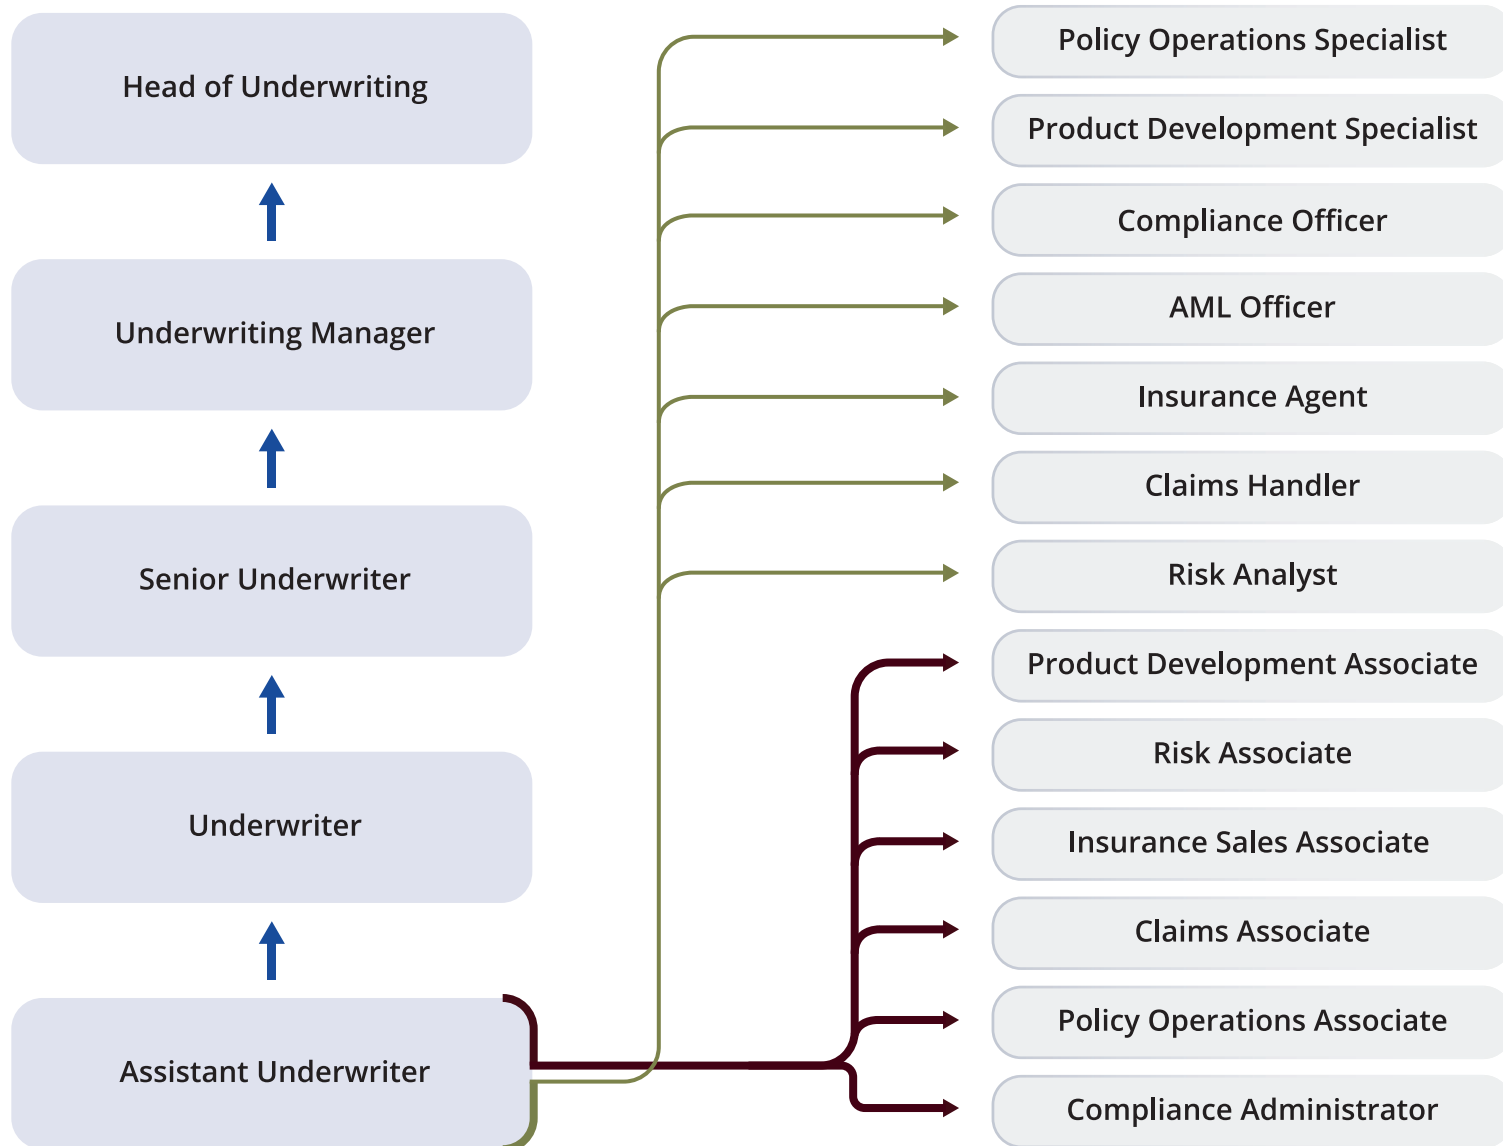 Head of Underwriting
Underwriting Manager
Senior Underwriter
Underwriter
Assistant Underwriter
Policy Operations Specialist
Product Development Specialist
Compliance Officer
AML Officer
Insurance Agent
Claims Handler
Risk Analyst
Product Development Associate
Risk Associate
Insurance Sales Associate
Claims Associate
Policy Operations Associate
Compliance Administrator